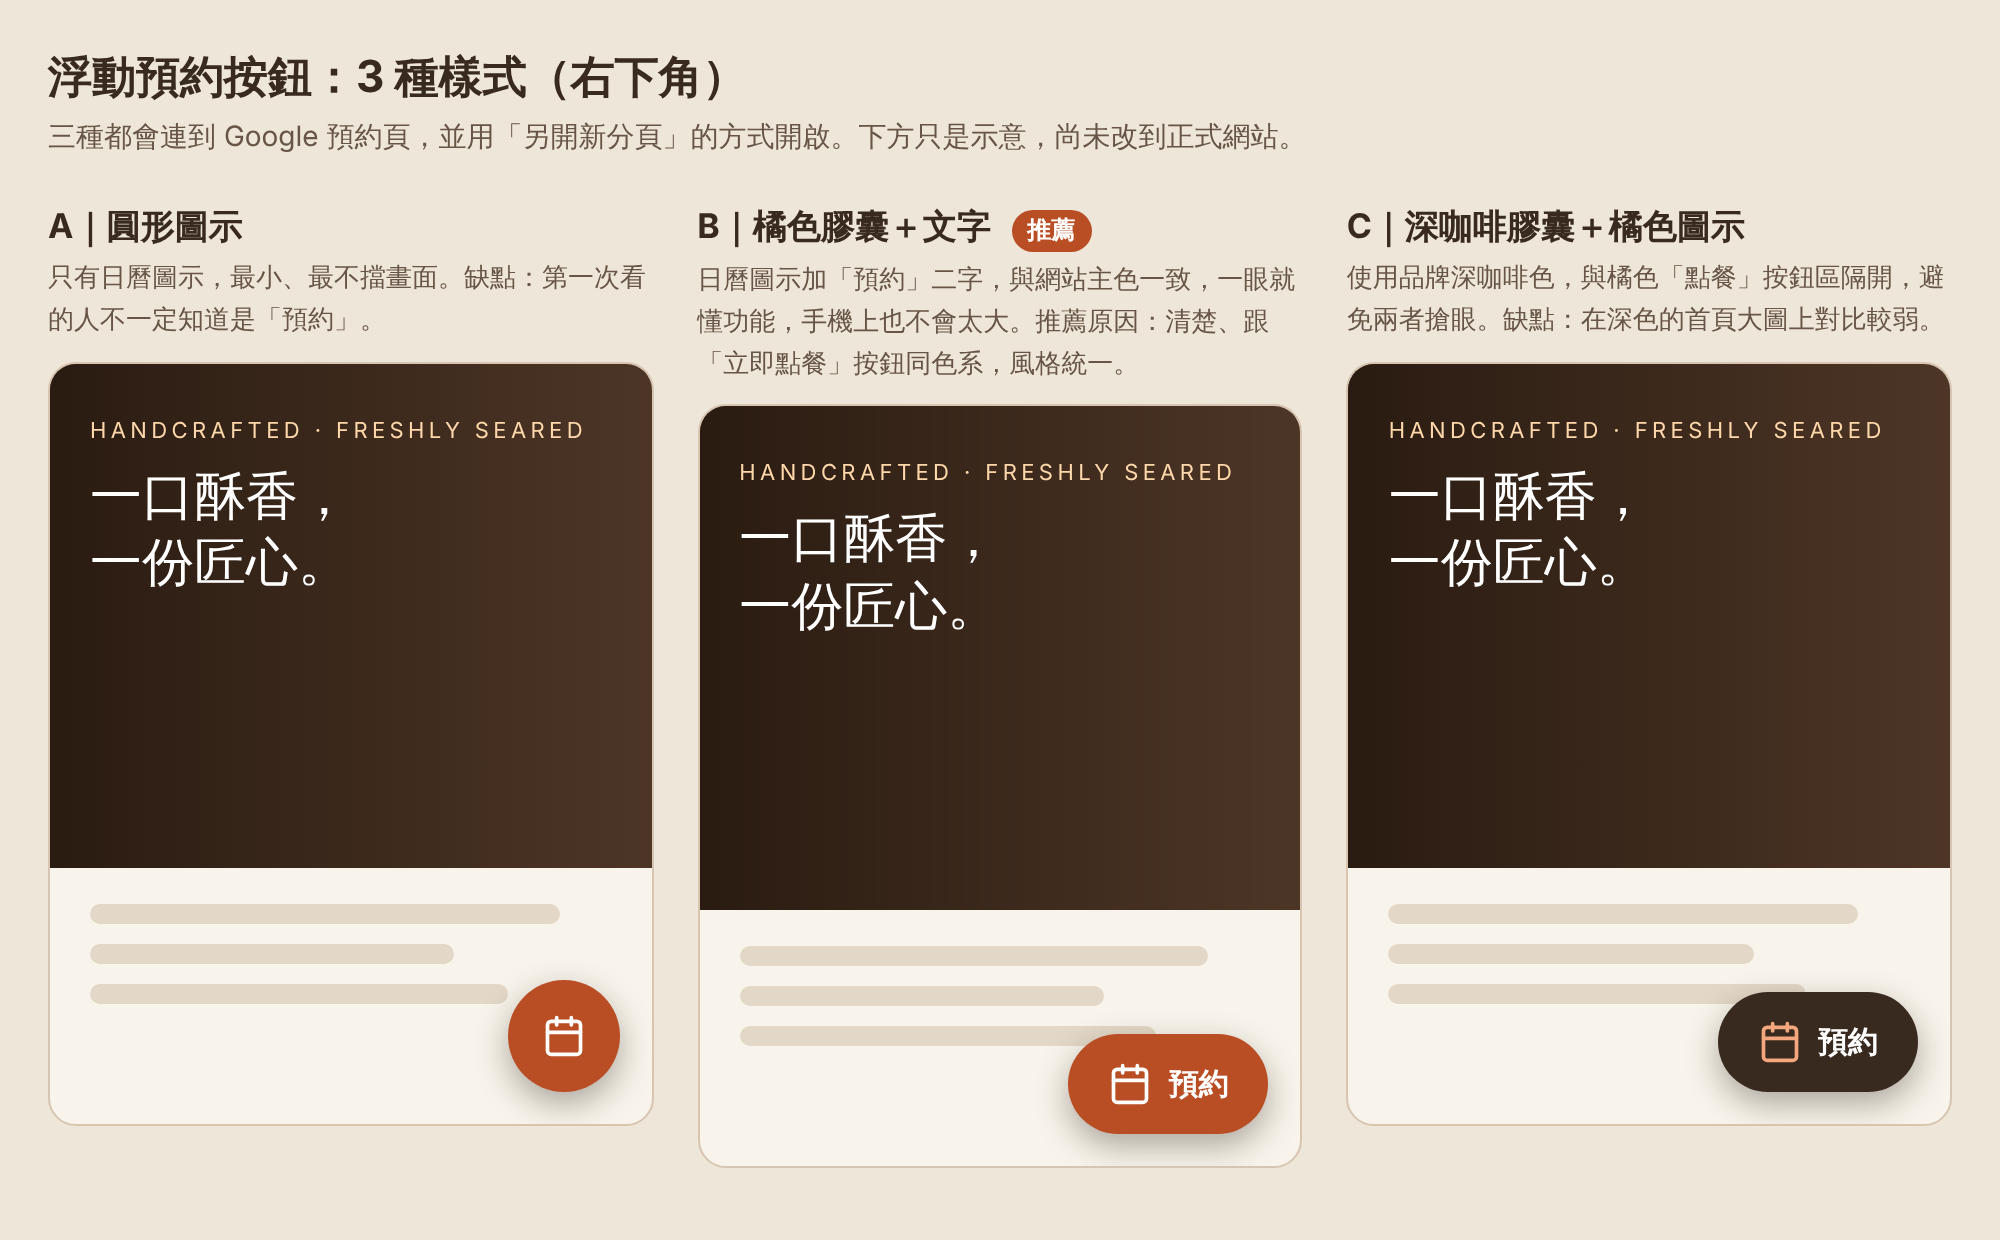 浮動預約按鈕：3 種樣式（右下角）
三種都會連到 Google 預約頁，並用「另開新分頁」的方式開啟。下方只是示意，尚未改到正式網站。
A｜圓形圖示
只有日曆圖示，最小、最不擋畫面。缺點：第一次看
的人不一定知道是「預約」。
HANDCRAFTED · FRESHLY SEARED
一口酥香，
一份匠心。
B｜橘色膠囊＋文字 推薦
日曆圖示加「預約」二字，與網站主色一致，一眼就
懂功能，手機上也不會太大。推薦原因：清楚、跟
「立即點餐」按鈕同色系，風格統一。
HANDCRAFTED · FRESHLY SEARED
一口酥香，
一份匠心。
預約
C｜深咖啡膠囊＋橘色圖示
使用品牌深咖啡色，與橘色「點餐」按鈕區隔開，避
免兩者搶眼。缺點：在深色的首頁大圖上對比較弱。
HANDCRAFTED · FRESHLY SEARED
一口酥香，
一份匠心。
預約